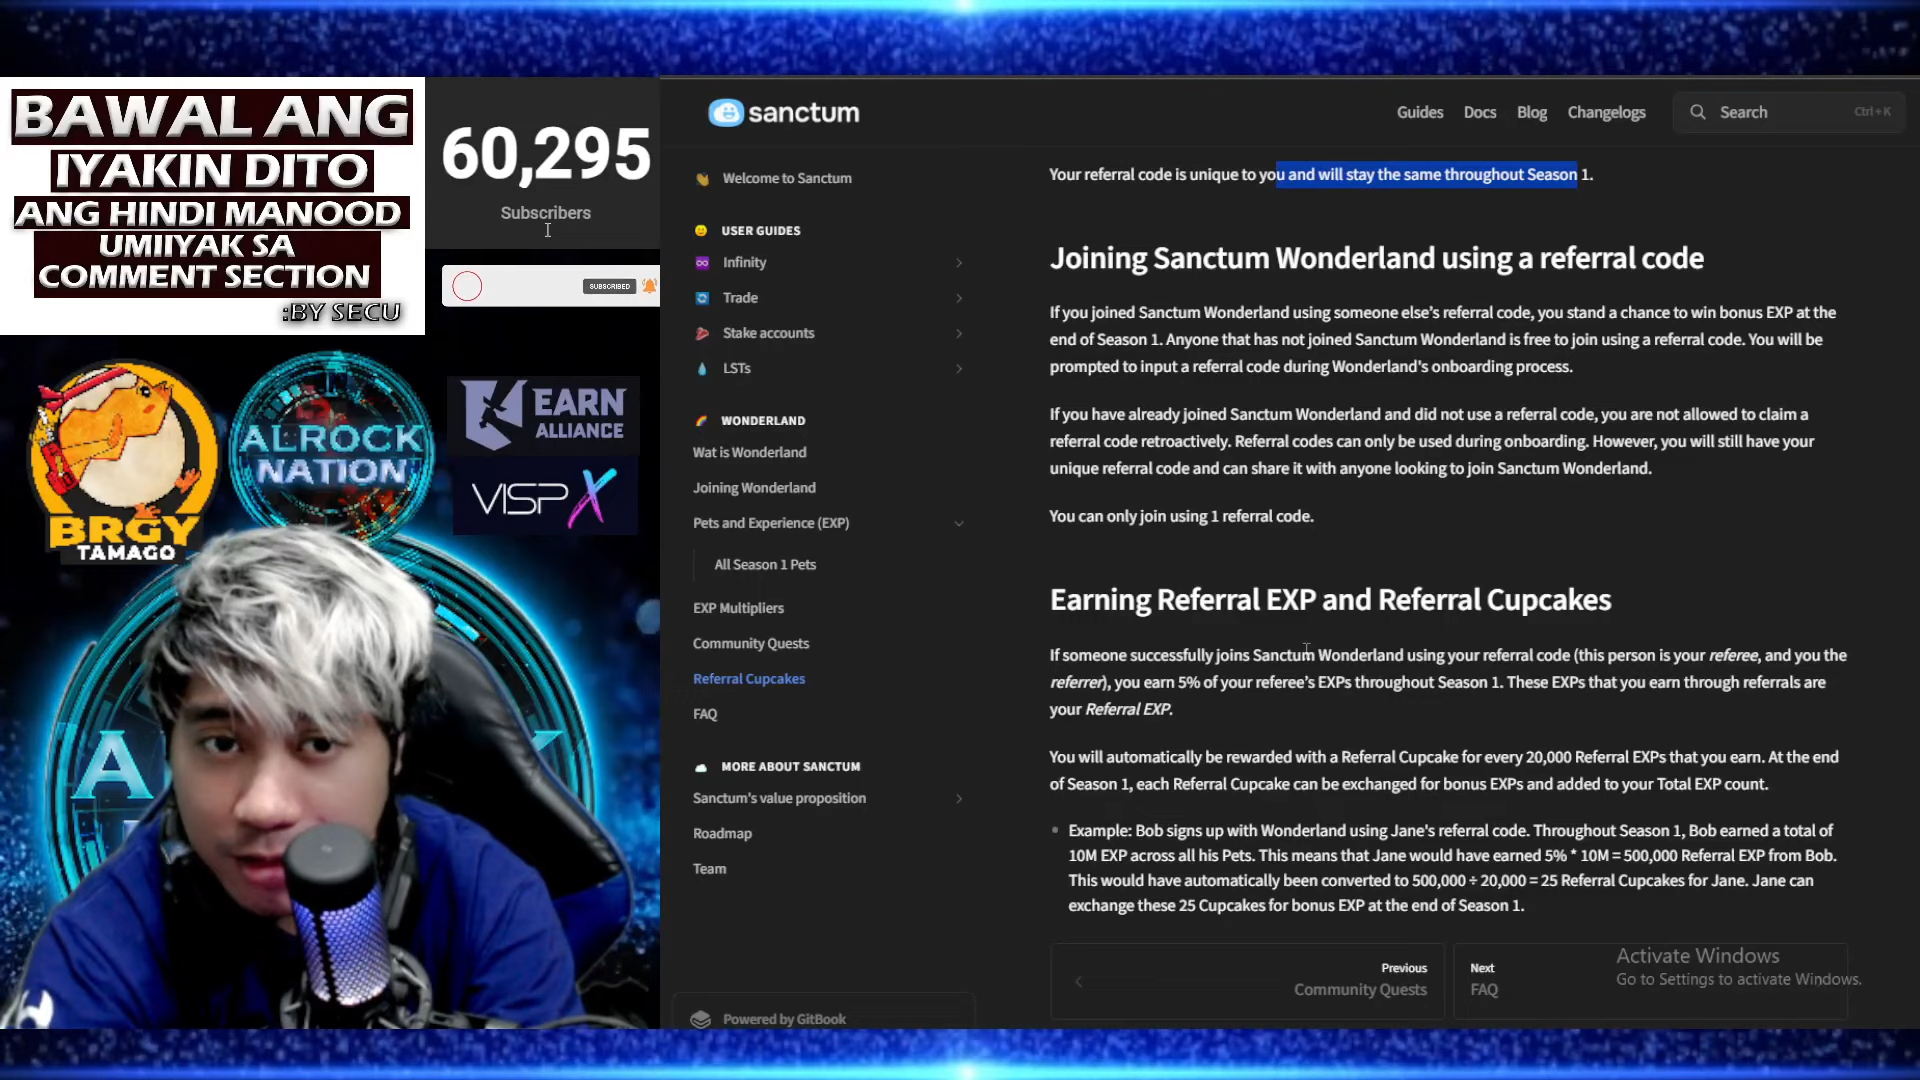 BAWAL ANG
IYAKIN DITO
ANG HINDI MANOOD
UMIIYAK SA
COMMENT SECTION
:BY SECU
60,295
Subscribers
SUBSCRIBED
BRGY
TAMAGO
ALROCK
NATION
EARN
ALLIANCE
VISPX
A
sanctum
Guides
Docs
Blog
Changelogs
Search
Ctrl + K
Welcome to Sanctum
USER GUIDES
Infinity
Trade
Stake accounts
LSTs
WONDERLAND
Wat is Wonderland
Joining Wonderland
Pets and Experience (EXP)
All Season 1 Pets
EXP Multipliers
Community Quests
Referral Cupcakes
FAQ
MORE ABOUT SANCTUM
Sanctum's value proposition
Roadmap
Team
Powered by GitBook
Your referral code is unique to you and will stay the same throughout Season 1.
Joining Sanctum Wonderland using a referral code
If you joined Sanctum Wonderland using someone else’s referral code, you stand a chance to win bonus EXP at the
end of Season 1. Anyone that has not joined Sanctum Wonderland is free to join using a referral code. You will be
prompted to input a referral code during Wonderland's onboarding process.
If you have already joined Sanctum Wonderland and did not use a referral code, you are not allowed to claim a
referral code retroactively. Referral codes can only be used during onboarding. However, you will still have your
unique referral code and can share it with anyone looking to join Sanctum Wonderland.
You can only join using 1 referral code.
Earning Referral EXP and Referral Cupcakes
If someone successfully joins Sanctum Wonderland using your referral code (this person is your referee, and you the
referrer), you earn 5% of your referee’s EXPs throughout Season 1. These EXPs that you earn through referrals are
your Referral EXP.
You will automatically be rewarded with a Referral Cupcake for every 20,000 Referral EXPs that you earn. At the end
of Season 1, each Referral Cupcake can be exchanged for bonus EXPs and added to your Total EXP count.
Example: Bob signs up with Wonderland using Jane's referral code. Throughout Season 1, Bob earned a total of
10M EXP across all his Pets. This means that Jane would have earned 5% * 10M = 500,000 Referral EXP from Bob.
This would have automatically been converted to 500,000 ÷ 20,000 = 25 Referral Cupcakes for Jane. Jane can
exchange these 25 Cupcakes for bonus EXP at the end of Season 1.
Previous
Community Quests
Next
FAQ
Activate Windows
Go to Settings to activate Windows.